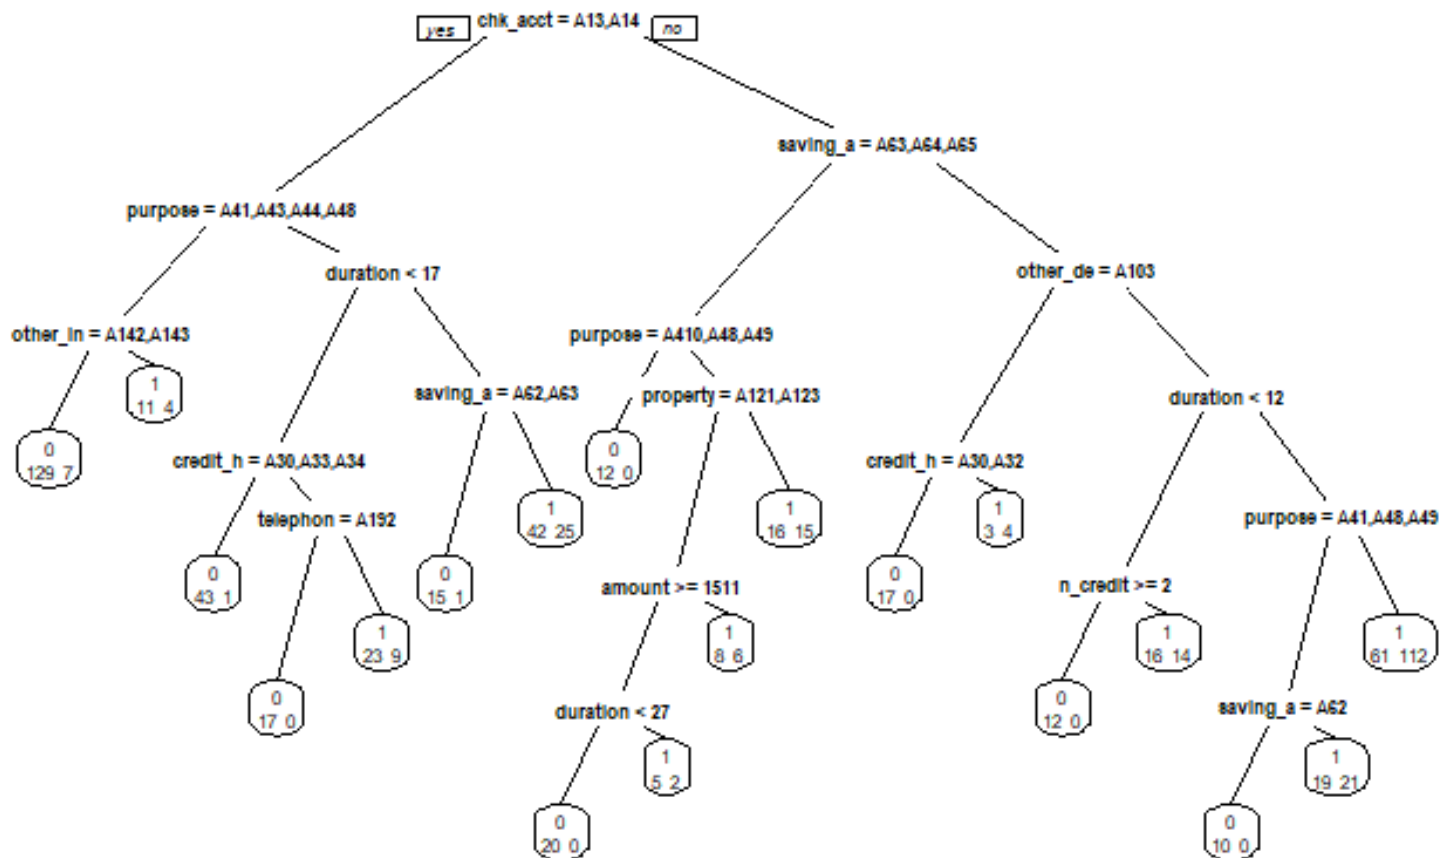 yes chk_acct = A13,A14 no
saving_a = A63,A64,A65
purpose = A41,A43,A44,A48
duration < 17
other_de = A103
other_in = A142,A143
purpose = A410,A48,A49
1
11 4
saving_a = A62,A63
property = A121,A123
duration < 12
0
129 7
credit_h = A30,A33,A34
0
12 0
credit_h = A30,A32
1
42 25
1
16 15
1
3 4
telephon = A192
purpose = A41,A48,A49
0
43 1
0
15 1
amount >= 1511
0
17 0
n_credit >= 2
1
23 9
1
8 6
1
16 14
1
61 112
0
17 0
duration < 27
0
12 0
saving_a = A62
1
5 2
1
19 21
0
20 0
0
10 0